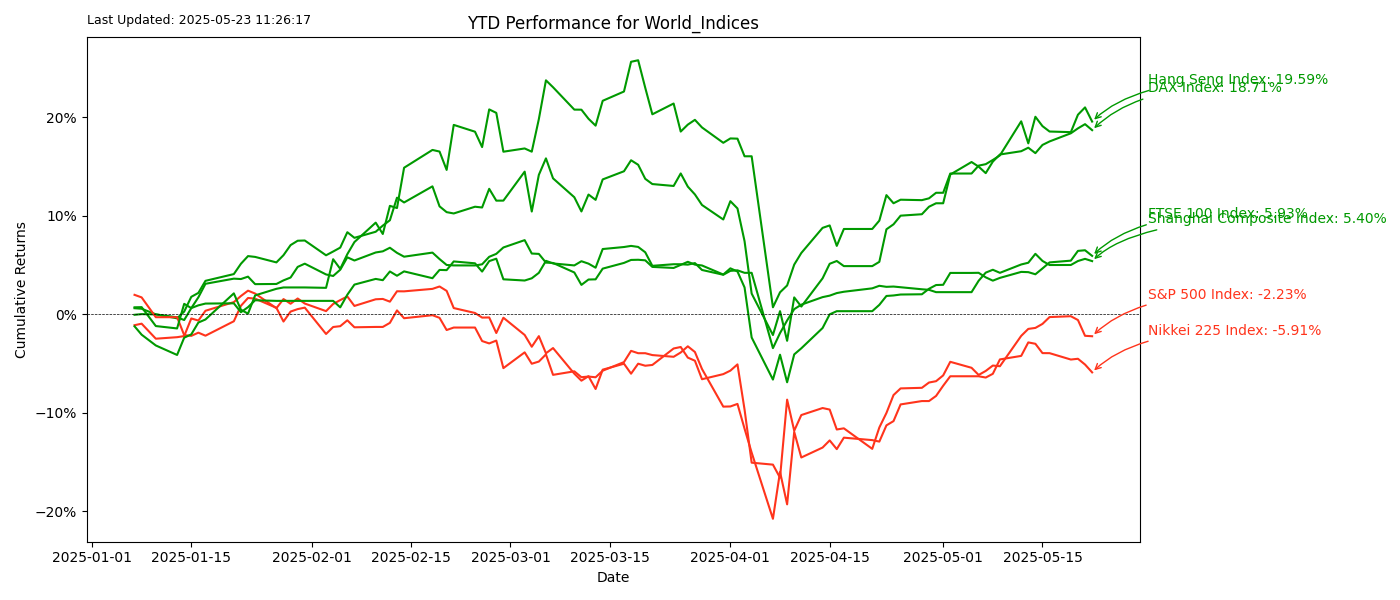 Last Updated: 2025-05-23 11:26:17
YTD Performance for World_Indices
Hang Seng Index: 19.59%
DAX Index: 18.71%
FTSE 100 Index: 5.93%
Shanghai Composite Index: 5.40%
S&P 500 Index: -2.23%
Nikkei 225 Index: -5.91%
Cumulative Returns
20%
10%
0%
−10%
−20%
2025-01-01
2025-01-15
2025-02-01
2025-02-15
2025-03-01
2025-03-15
2025-04-01
2025-04-15
2025-05-01
2025-05-15
Date